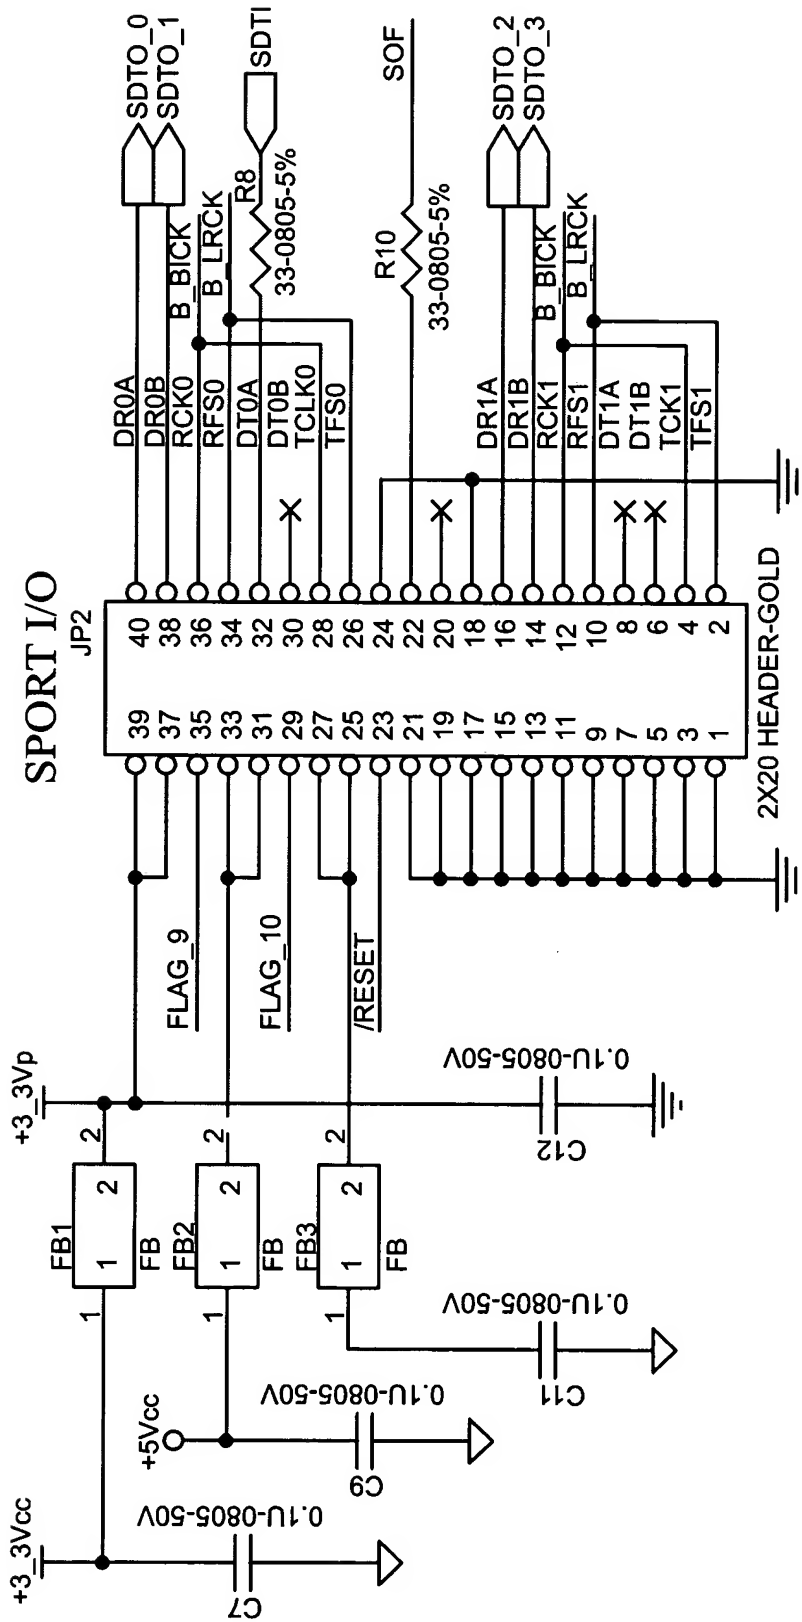 SPORT I/O
JP2
2X20 HEADER-GOLD
40
38
36
34
32
30
28
26
24
22
20
18
16
14
12
10
8
6
4
2
39
37
35
33
31
29
27
25
23
21
19
17
15
13
11
9
7
5
3
1
DR0A
DR0B
RCK0
RFS0
DT0A
DT0B
TCLK0
TFS0
DR1A
DR1B
RCK1
RFS1
DT1A
DT1B
TCK1
TFS1
SDTO_0
SDTO_1
B_BICK
B_LRCK
R8
33-0805-5%
SDTI
SOF
R10
33-0805-5%
SDTO_2
SDTO_3
B_BICK
B_LRCK
FLAG_9
FLAG_10
/RESET
+3_3Vp
C12
0.1U-0805-50V
FB1
1
1
2
2
FB
FB2
1
1
2
2
FB
FB3
1
1
2
2
FB
C11
0.1U-0805-50V
+5Vcc
C9
0.1U-0805-50V
+3_3Vcc
C7
0.1U-0805-50V